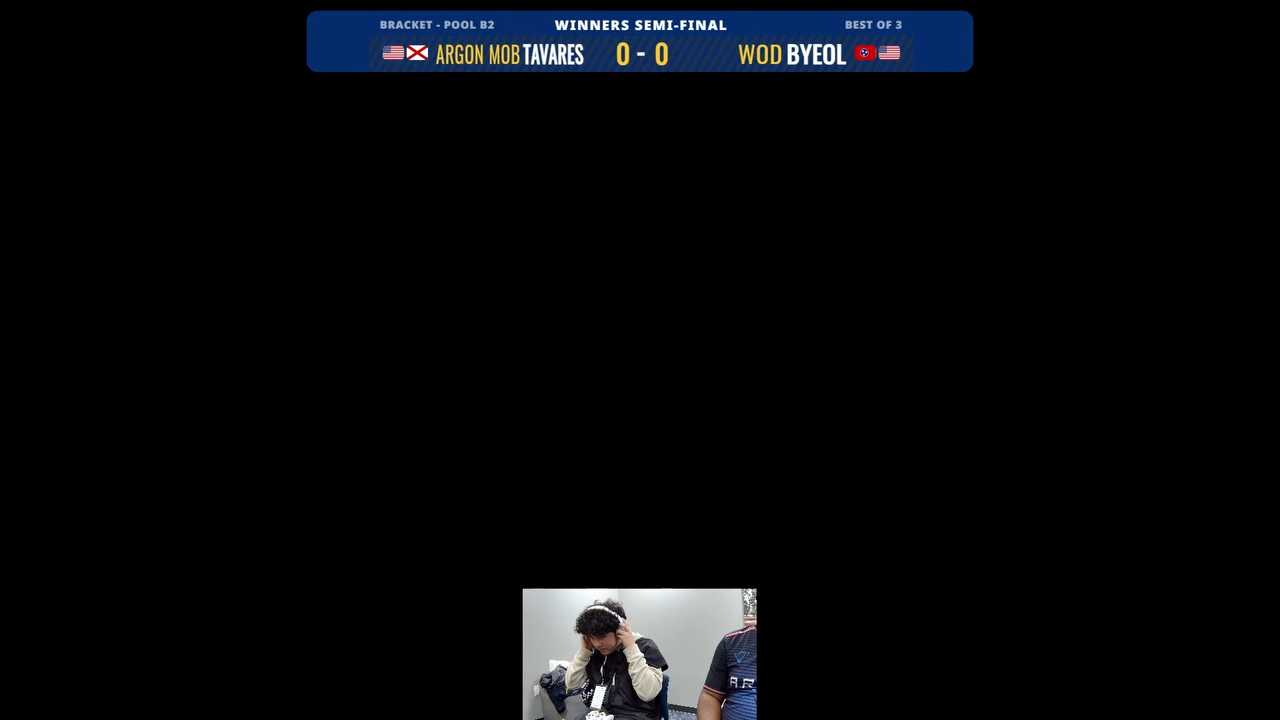 BRACKET - POOL B2 WINNERS SEMI-FINAL BEST OF 3
ARGON MOB TAVARES 0 - 0 WOD BYEOL